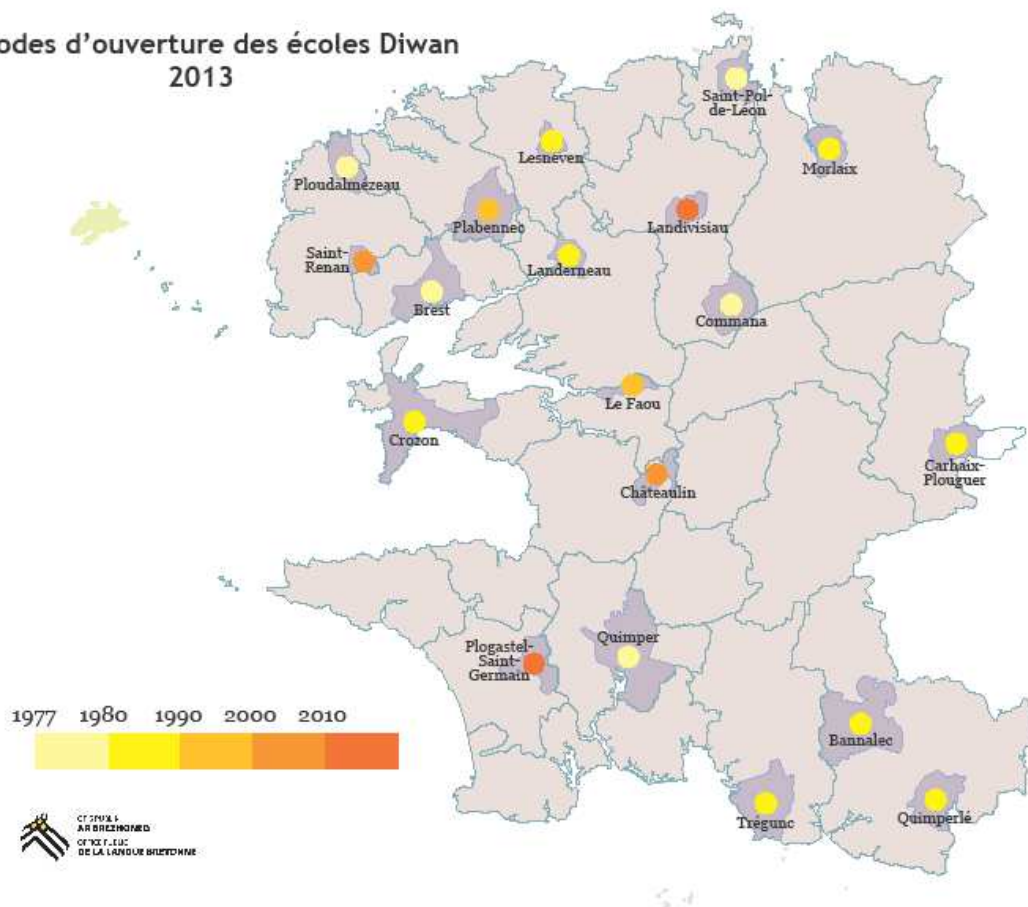 odes d'ouverture des écoles Diwan
2013
Saint-Pol-
de-Léon
Lesneven
Morlaix
Ploudalmézeau
Plabennec
Landivisiau
Saint-
Renan
Landerneau
Brest
Commana
Le Faou
Crozon
Carhaix-
Plouguer
Châteaulin
Quimper
Plogastel-
Saint-
Germain
1977 1980 1990 2000 2010
Bannalec
Trégunc
Quimperlé
AR BREZHONEG
DE LA LANGUE BRETONNE